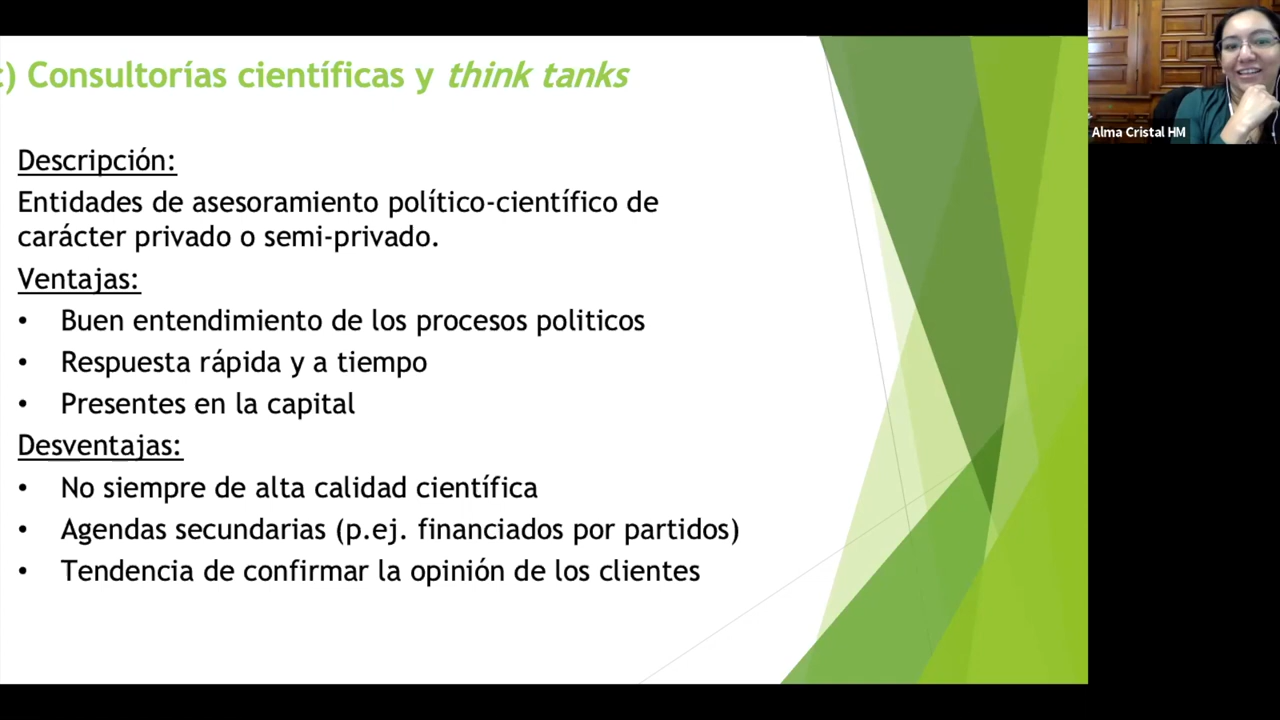 ) Consultorías científicas y think tanks
Descripción:
Entidades de asesoramiento político-científico de
carácter privado o semi-privado.
Ventajas:
• Buen entendimiento de los procesos politicos
• Respuesta rápida y a tiempo
• Presentes en la capital
Desventajas:
• No siempre de alta calidad científica
• Agendas secundarias (p.ej. financiados por partidos)
• Tendencia de confirmar la opinión de los clientes
Alma Cristal HM